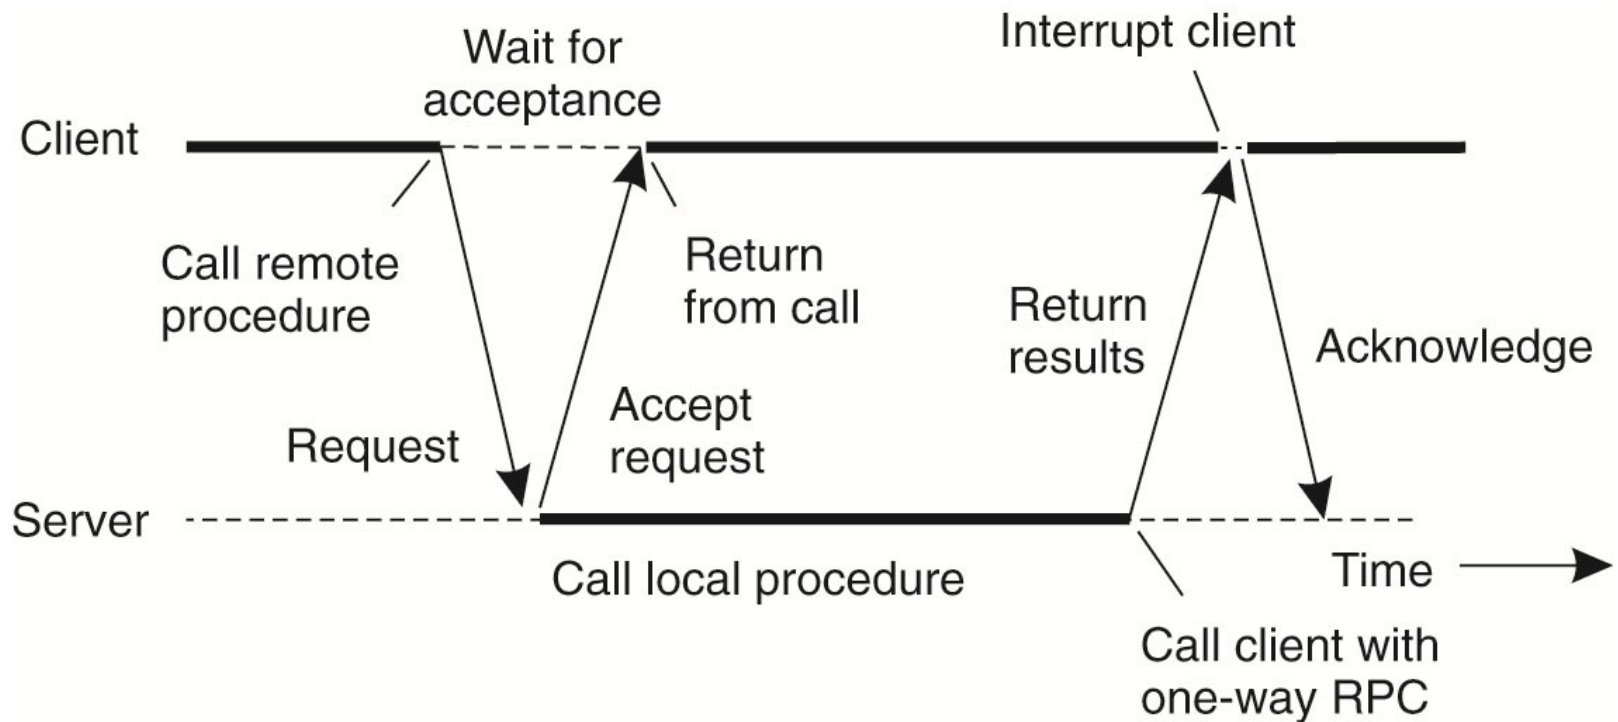 Interrupt client
Wait for
acceptance
Client
Call remote
procedure
Return
from call
Return
results
Acknowledge
Accept
request
Request
Server
Call local procedure
Time
Call client with
one-way RPC